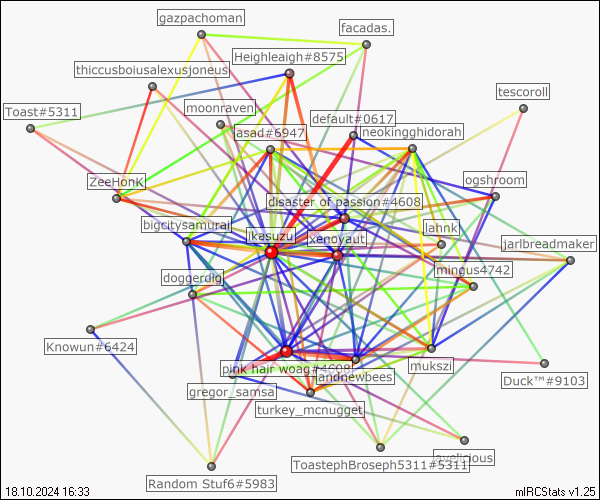 gazpachoman
facadas.
Heighleaigh#8575
thiccusboiusalexusjoneus
tescoroll
moonraven
Toast#5311
default#0617
asad#6947
neokingghidorah
ZeeHonK
ogshroom
disaster of passion#4608
bigcitysamurai
lahnk
ikasuzu
xenoyaut
jarlbreadmaker
mingus4742
doggerdig
Knowun#6424
mukszi
pink hair woag#4608
andnewbees
Duck™#9103
gregor_samsa
turkey_mcnugget
avelicious
ToastephBroseph5311#5311
Random Stuf6#5983
18.10.2024 16:33
mIRCStats v1.25